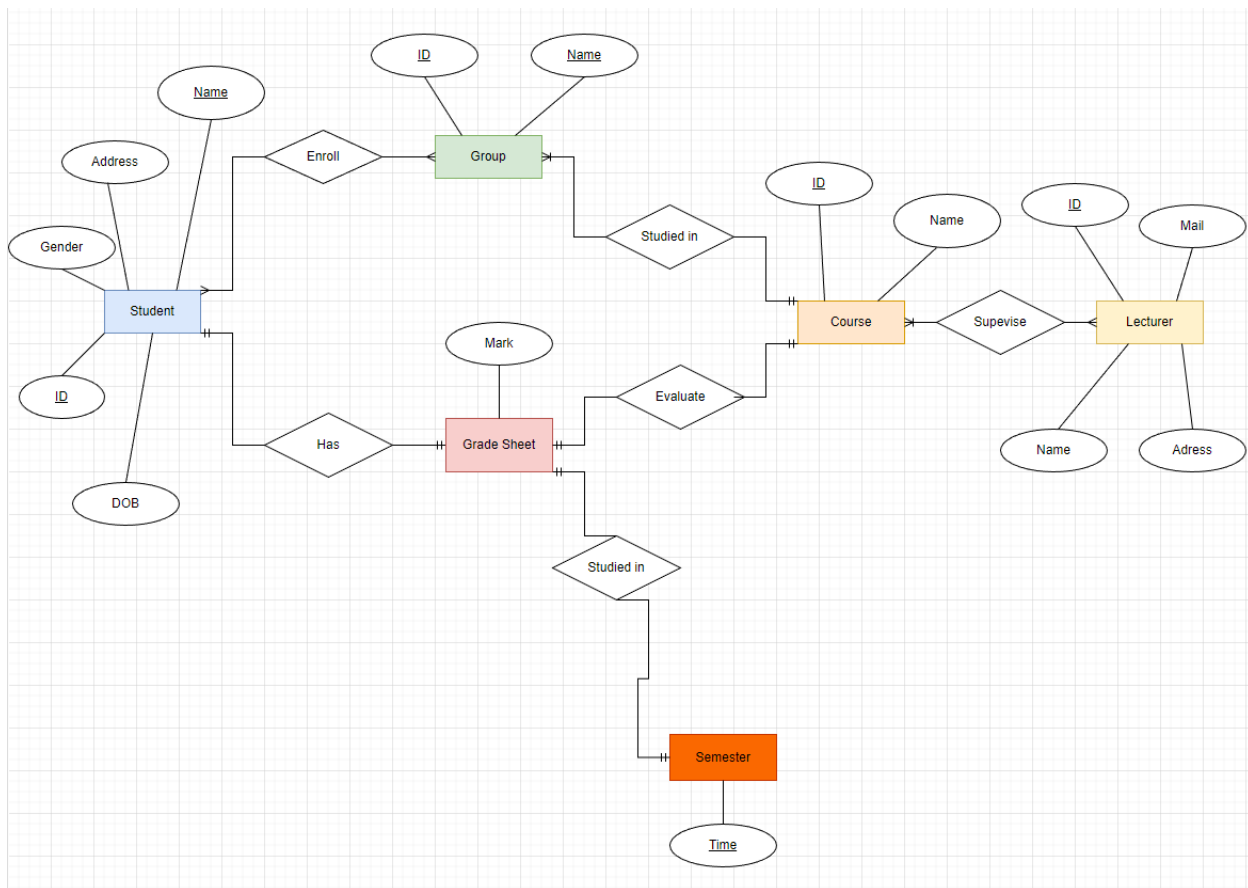 ID
Name
Name
Address
Enroll
Group
ID
ID
Name
Mail
Gender
Studied in
Student
Course
Supevise
Lecturer
Mark
ID
Evaluate
Has
Grade Sheet
Name
Adress
DOB
Studied in
Semester
Time